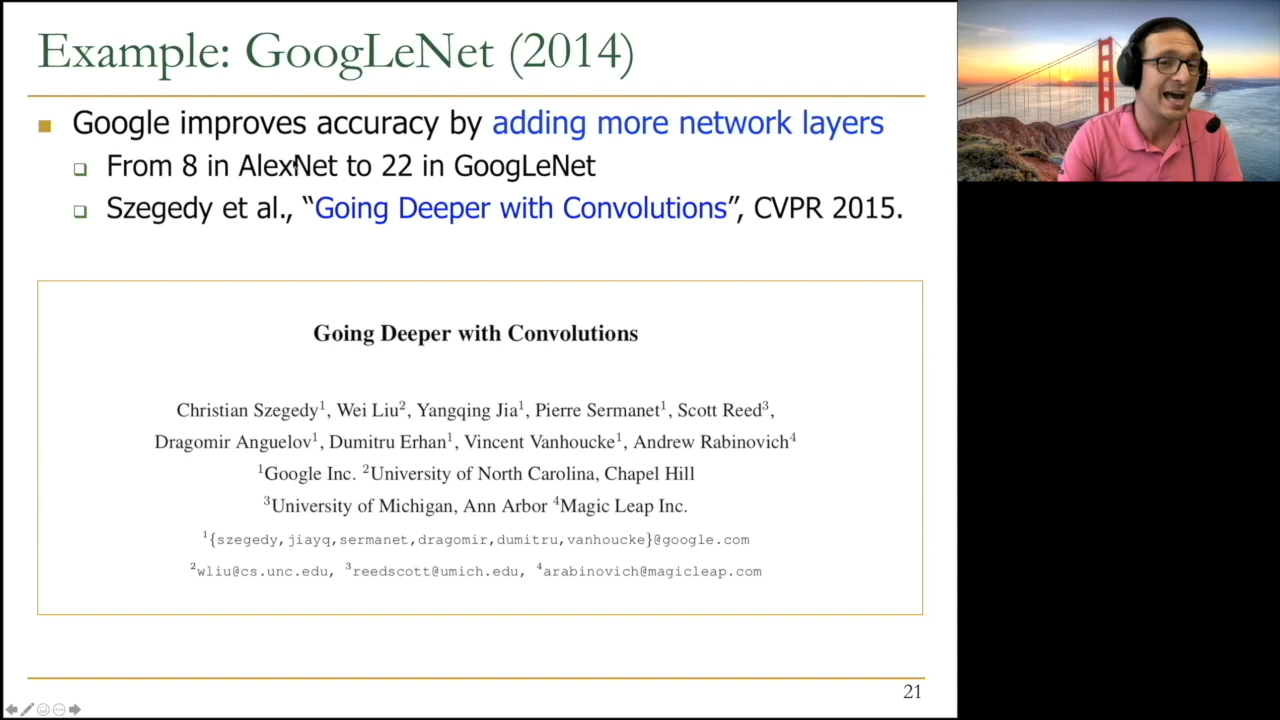 Example: GoogLeNet (2014)
Google improves accuracy by adding more network layers
From 8 in AlexNet to 22 in GoogLeNet
Szegedy et al., “Going Deeper with Convolutions”, CVPR 2015.
Going Deeper with Convolutions
Christian Szegedy1, Wei Liu2, Yangqing Jia1, Pierre Sermanet1, Scott Reed3,
Dragomir Anguelov1, Dumitru Erhan1, Vincent Vanhoucke1, Andrew Rabinovich4
1Google Inc. 2University of North Carolina, Chapel Hill
3University of Michigan, Ann Arbor 4Magic Leap Inc.
1{szegedy,jiayq,sermanet,dragomir,dumitru,vanhoucke}@google.com
2wliu@cs.unc.edu, 3reedscott@umich.edu, 4arabinovich@magicleap.com
21